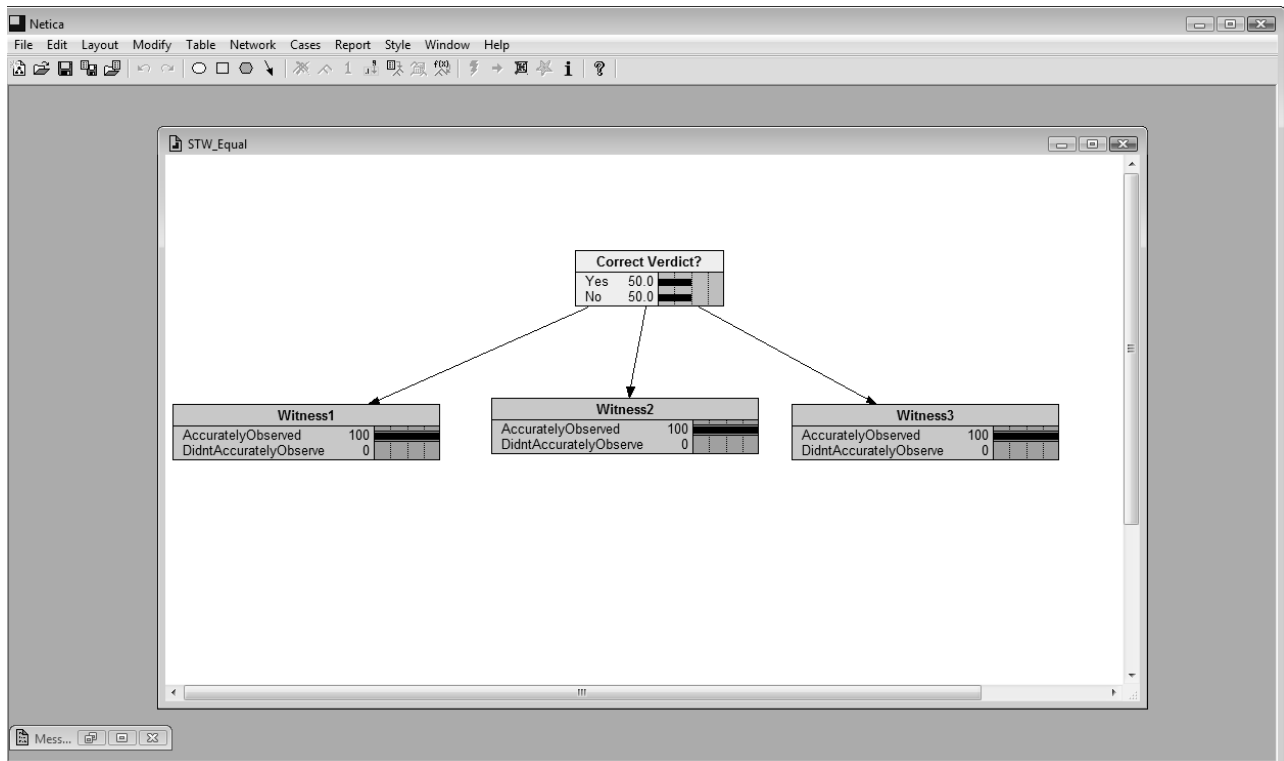 Netica
File Edit Layout Modify Table Network Cases Report Style Window Help
STW_Equal
Correct Verdict?
Yes 50.0
No 50.0
Witness1
AccuratelyObserved 100
DidntAccuratelyObserve 0
Witness2
AccuratelyObserved 100
DidntAccuratelyObserve 0
Witness3
AccuratelyObserved 100
DidntAccuratelyObserve 0
Mess...